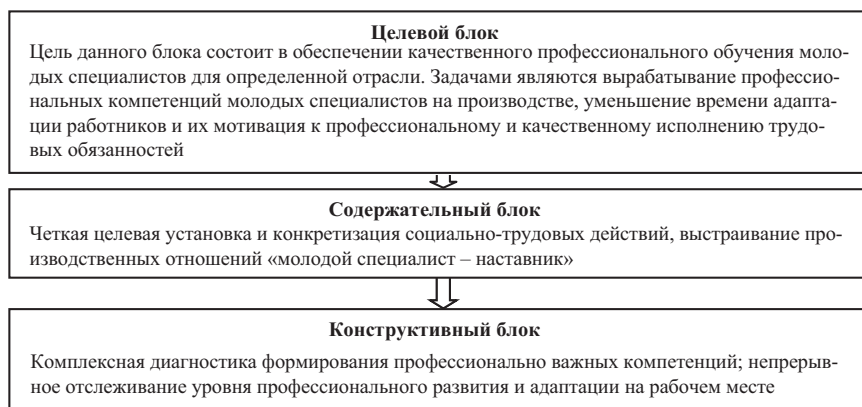 Целевой блок
Цель данного блока состоит в обеспечении качественного профессионального обучения моло-
дых специалистов для определенной отрасли. Задачами являются вырабатывание профессио-
нальных компетенций молодых специалистов на производстве, уменьшение времени адапта-
ции работников и их мотивация к профессиональному и качественному исполнению трудо-
вых обязанностей
Содержательный блок
Четкая целевая установка и конкретизация социально-трудовых действий, выстраивание про-
изводственных отношений «молодой специалист – наставник»
Конструктивный блок
Комплексная диагностика формирования профессионально важных компетенций; непрерыв-
ное отслеживание уровня профессионального развития и адаптации на рабочем месте